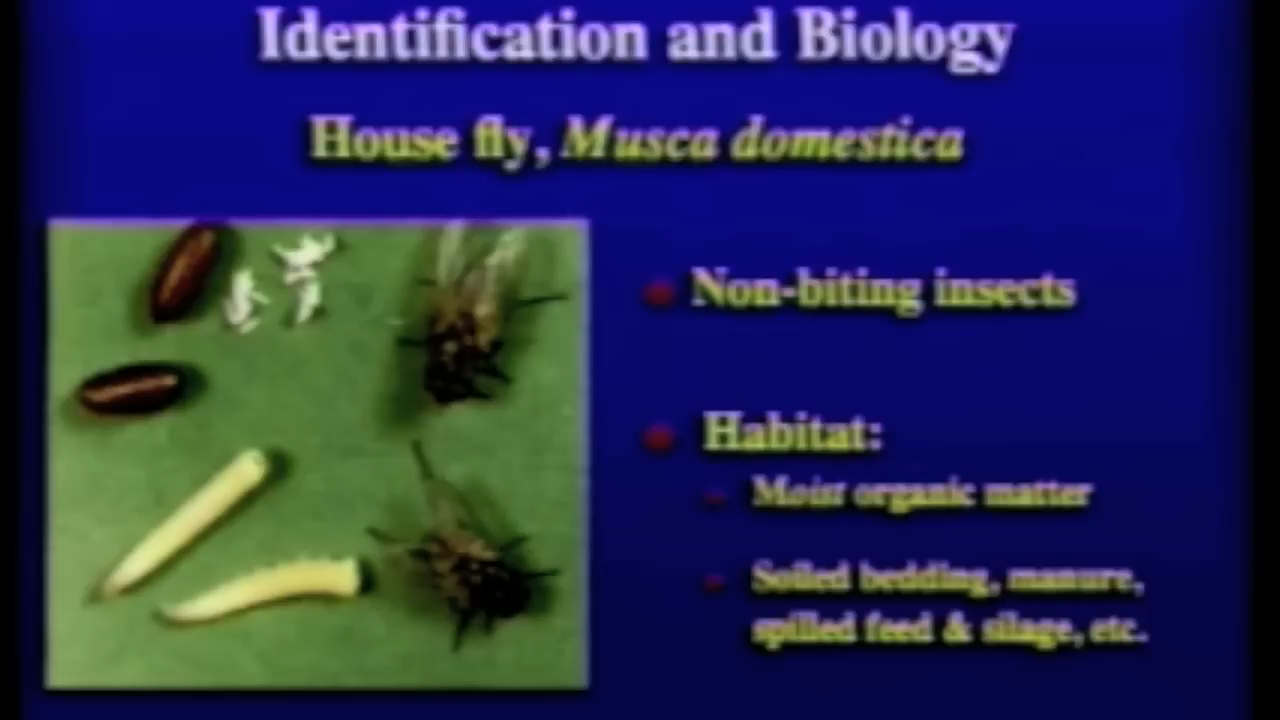 Identification and Biology
House fly, Musca domestica
Non-biting insects
Habitat:
- Moist organic matter
- Soiled bedding, manure,
spilled feed & silage, etc.